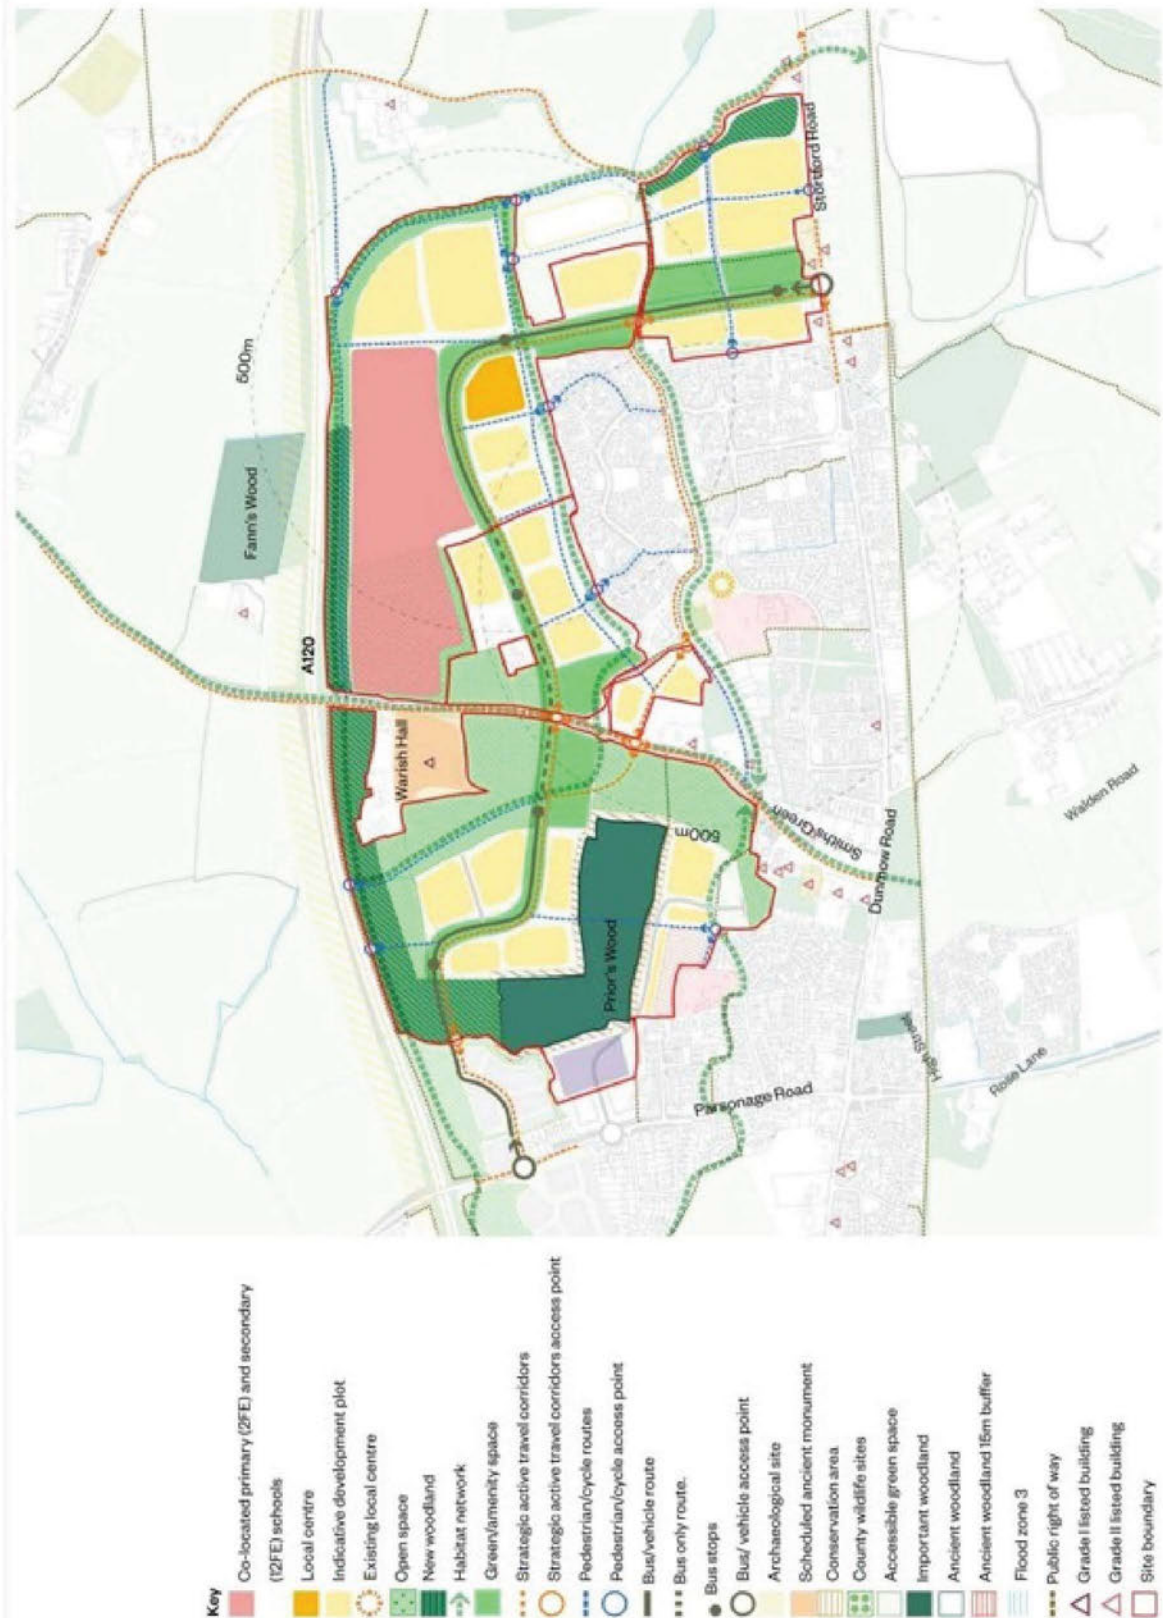 Key
Co-located primary (2FE) and secondary
(12FE) schools
Local centre
Indicative development plot
Existing local centre
Open space
New woodland
Habitat network
Green/amenity space
Strategic active travel corridors
Strategic active travel corridors access point
Pedestrian/cycle routes
Pedestrian/cycle access point
Bus/vehicle route
Bus only route.
Bus stops
Bus/ vehicle access point
Archaeological site
Scheduled ancient monument
Conservation area
County wildlife sites
Accessible green space
Important woodland
Ancient woodland
Ancient woodland 15m buffer
Flood zone 3
Public right of way
Grade I listed building
Grade II listed building
Site boundary
500m
Fann's Wood
A120
Warish Hall
500m
Prior's Wood
Smiths Green
Parsonage Road
Stortford Road
Dunmow Road
High Street
Rose Lane
Walden Road